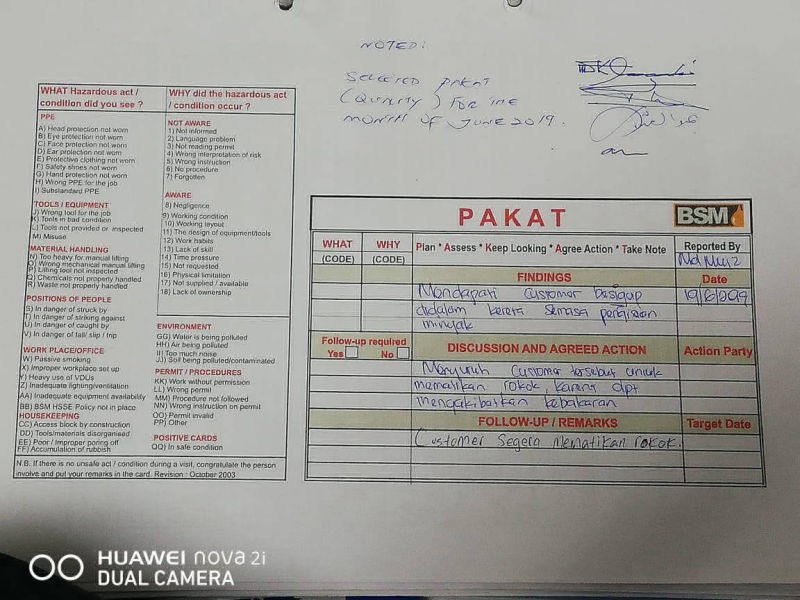 NOTED:
SELECTED PAKAT
(QUALITY) FOR THE
MONTH OF JUNE 2019.
WHAT Hazardous act /
condition did you see ?
PPE
A) Head protection not worn
B) Eye protection not worn
C) Face protection not worn
D) Ear protection not worn
E) Protective clothing not worn
F) Safety shoes not worn
G) Hand protection not worn
H) Wrong PPE for the job
I) Substandard PPE
TOOLS / EQUIPMENT
J) Wrong tool for the job
K) Tools in bad condition
L) Tools not provided or inspected
M) Misuse
MATERIAL HANDLING
N) Too heavy for manual lifting
O) Wrong mechanical manual lifting
P) Lifting tool not inspected
Q) Chemicals not properly handled
R) Waste not properly handled
POSITIONS OF PEOPLE
S) In danger of struck by
T) In danger of striking against
U) In danger of caught by
V) In danger of fall/ slip / trip
WORK PLACE/OFFICE
W) Passive smoking
X) Improper workplace set up
Y) Heavy use of VDUs
Z) Inadequate lighting/ventilation
AA) Inadequate equipment availability
BB) BSM HSSE Policy not in place
HOUSEKEEPING
CC) Access block by construction
DD) Tools/materials disorganised
EE) Poor / Improper poring off
FF) Accumulation of rubbish
WHY did the hazardous act
/ condition occur ?
NOT AWARE
1) Not informed
2) Language problem
3) Not reading permit
4) Wrong interpretation of risk
5) Wrong instruction
6) No procedure
7) Forgotten
AWARE
8) Negligence
9) Working condition
10) Working layout
11) The design of equipment/tools
12) Work habits
13) Lack of skill
14) Time pressure
15) Not requested
16) Physical limitation
17) Not supplied / available
18) Lack of ownership
ENVIRONMENT
GG) Water is being polluted
HH) Air being polluted
II) Too much noise
JJ) Soil being polluted/contaminated
PERMIT / PROCEDURES
KK) Work without permission
LL) Wrong permit
MM) Procedure not followed
NN) Wrong instruction on permit
OO) Permit invalid
PP) Other
POSITIVE CARDS
QQ) In safe condition
N.B. If there is no unsafe act / condition during a visit, congratulate the person
involve and put your remarks in the card. Revision : October 2003
PAKAT
BSM
WHAT
(CODE)
WHY
(CODE)
Plan * Assess * Keep Looking * Agree Action * Take Note
Reported By
FINDINGS
Date
Mendapati customer besigup
didalam kereta semasa pengisian
minyak
Follow-up required
Yes No
DISCUSSION AND AGREED ACTION
Action Party
Menyuruh customer tersebut untuk
mematikan rokok karena dpt
mengakibatkan kebakaran
FOLLOW-UP / REMARKS
Target Date
Customer Segera Mematikan rokok.
HUAWEI nova 2i
DUAL CAMERA